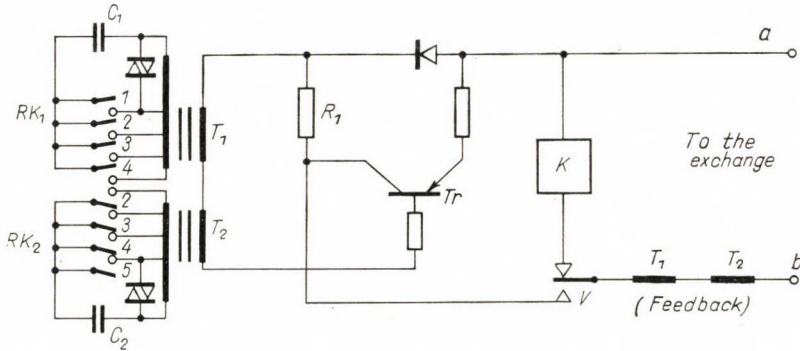 C1
a
RK1
1
2
3
4
T1
R1
K
To the
exchange
Tr
RK2
2
3
4
5
T2
T1
T2
b
V
(Feedback)
C2